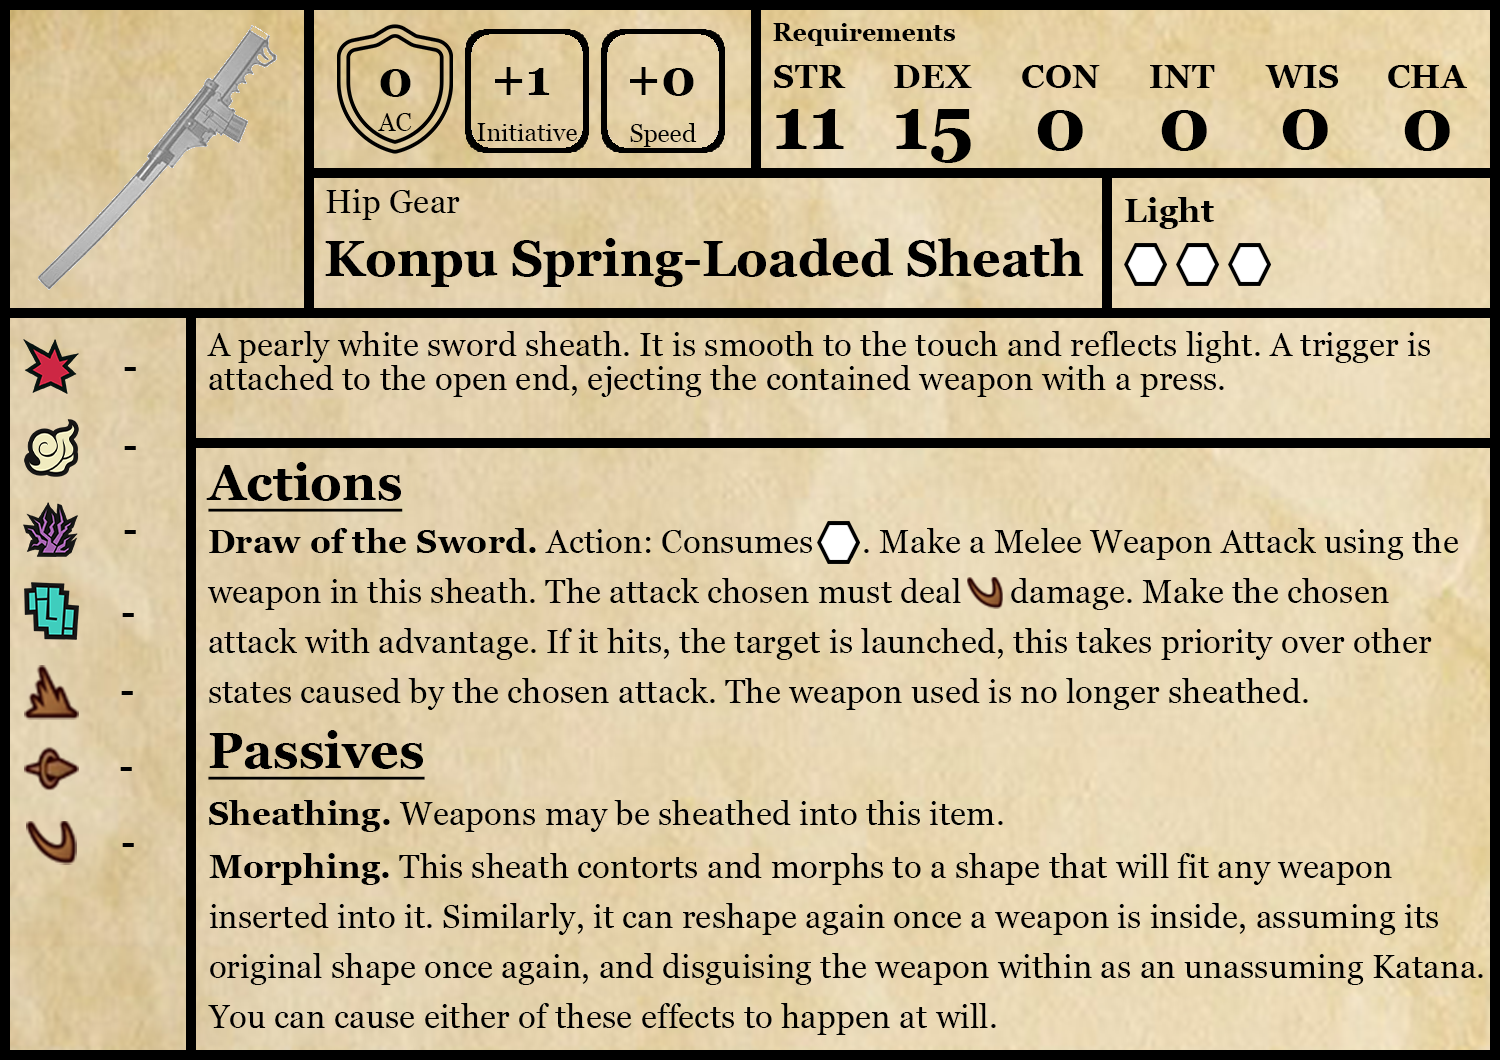 0
AC
+1
Initiative
+0
Speed
Requirements
STR DEX CON INT WIS CHA
11 15 0 0 0 0
Hip Gear
Konpu Spring-Loaded Sheath
Light
-
-
-
-
-
-
-
A pearly white sword sheath. It is smooth to the touch and reflects light. A trigger is
attached to the open end, ejecting the contained weapon with a press.
Actions
Draw of the Sword. Action: Consumes . Make a Melee Weapon Attack using the
weapon in this sheath. The attack chosen must deal damage. Make the chosen
attack with advantage. If it hits, the target is launched, this takes priority over other
states caused by the chosen attack. The weapon used is no longer sheathed.
Passives
Sheathing. Weapons may be sheathed into this item.
Morphing. This sheath contorts and morphs to a shape that will fit any weapon
inserted into it. Similarly, it can reshape again once a weapon is inside, assuming its
original shape once again, and disguising the weapon within as an unassuming Katana.
You can cause either of these effects to happen at will.